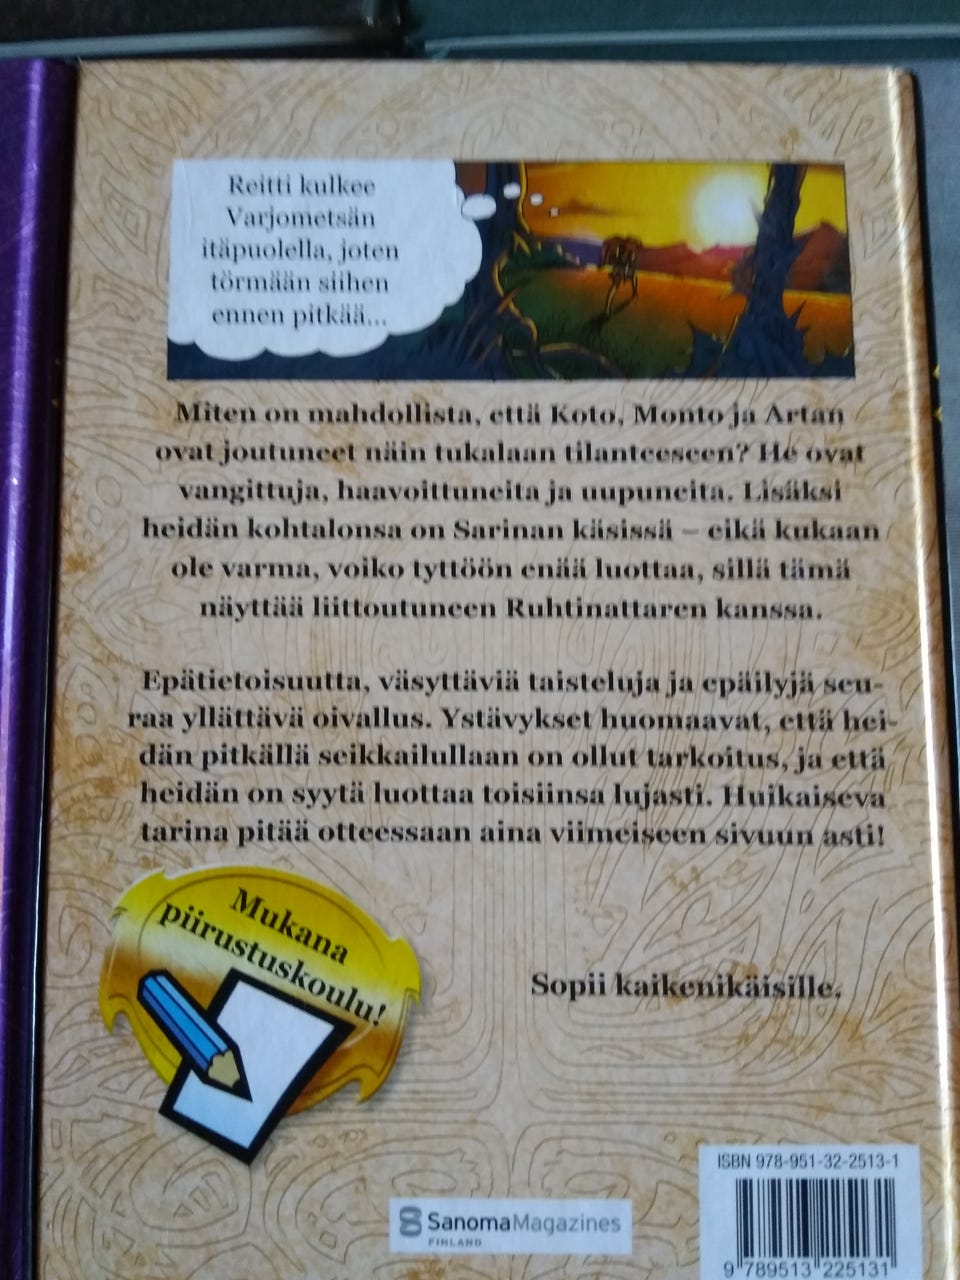 Reitti kulkee
Varjometsän
itäpuolella, joten
törmään siihen
ennen pitkää...
Miten on mahdollista, että Koto, Monto ja Artan
ovat joutuneet näin tukalaan tilanteeseen? He ovat
vangittuja, haavoittuneita ja uupuneita. Lisäksi
heidän kohtalonsa on Sarinan käsissä – eikä kukaan
ole varma, voiko tyttöön enää luottaa, sillä tämä
näyttää liittoutuneen Ruhtinattaren kanssa.
Epätietoisuutta, väsyttäviä taisteluja ja epäilyjä seu-
raa yllättävä oivallus. Ystävykset huomaavat, että hei-
dän pitkällä seikkailullaan on ollut tarkoitus, ja että
heidän on syytä luottaa toisiinsa lujasti. Huikaiseva
tarina pitää otteessaan aina viimeiseen sivuun asti!
Mukana
piirustuskoulu!
Sopii kaikenikäisille.
ISBN 978-951-32-2513-1
SanomaMagazines
FINLAND
9 789513 225131